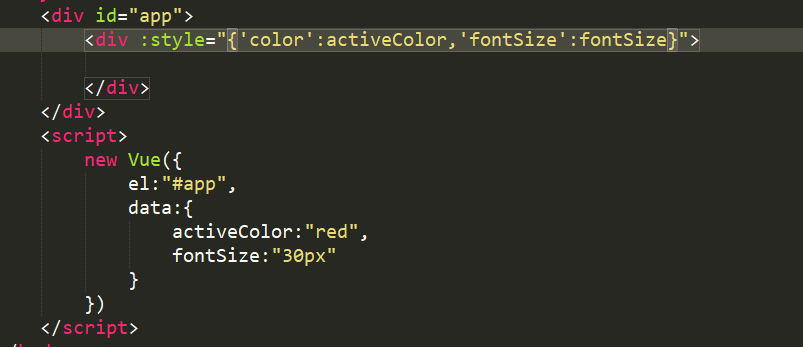 <div id="app">
<div :style="{'color':activeColor,'fontSize':fontSize}">
</div>
</div>
<script>
new Vue({
el:"#app",
data:{
activeColor:"red",
fontSize:"30px"
}
})
</script>